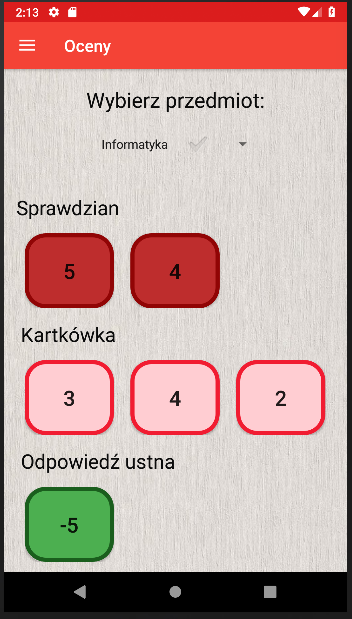 2:13
Oceny
Wybierz przedmiot:
Informatyka
Sprawdzian
5 4
Kartkówka
3 4 2
Odpowiedź ustna
-5